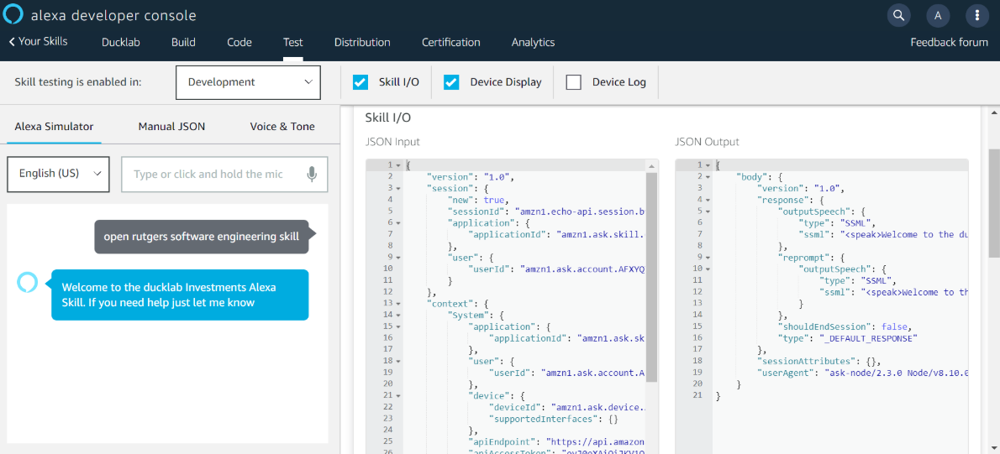 alexa developer console
A
Your Skills
Ducklab
Build
Code
Test
Distribution
Certification
Analytics
Feedback forum
Skill testing is enabled in:
Development
Skill I/O
Device Display
Device Log
Alexa Simulator
Manual JSON
Voice & Tone
English (US)
Type or click and hold the mic
open rutgers software engineering skill
Welcome to the ducklab Investments Alexa
Skill. If you need help just let me know
Skill I/O
JSON Input
1 {
2 "version": "1.0",
3 "session": {
4 "new": true,
5 "sessionId": "amzn1.echo-api.session.b
6 "application": {
7 "applicationId": "amzn1.ask.skill.
8 },
9 "user": {
10 "userId": "amzn1.ask.account.AFXYQ
11 }
12 },
13 "context": {
14 "System": {
15 "application": {
16 "applicationId": "amzn1.ask.sk
17 },
18 "user": {
19 "userId": "amzn1.ask.account.A
20 },
21 "device": {
22 "deviceId": "amzn1.ask.device.
23 "supportedInterfaces": {}
24 },
25 "apiEndpoint": "https://api.amazon
26 "apiAccessToken":
JSON Output
1 {
2 "body": {
3 "version": "1.0",
4 "response": {
5 "outputSpeech": {
6 "type": "SSML",
7 "ssml": "<speak>Welcome to the du
8 },
9 "reprompt": {
10 "outputSpeech": {
11 "type": "SSML",
12 "ssml": "<speak>Welcome to th
13 }
14 },
15 "shouldEndSession": false,
16 "type": "_DEFAULT_RESPONSE"
17 },
18 "sessionAttributes": {},
19 "userAgent": "ask-node/2.3.0 Node/v8.10.0
20 }
21 }